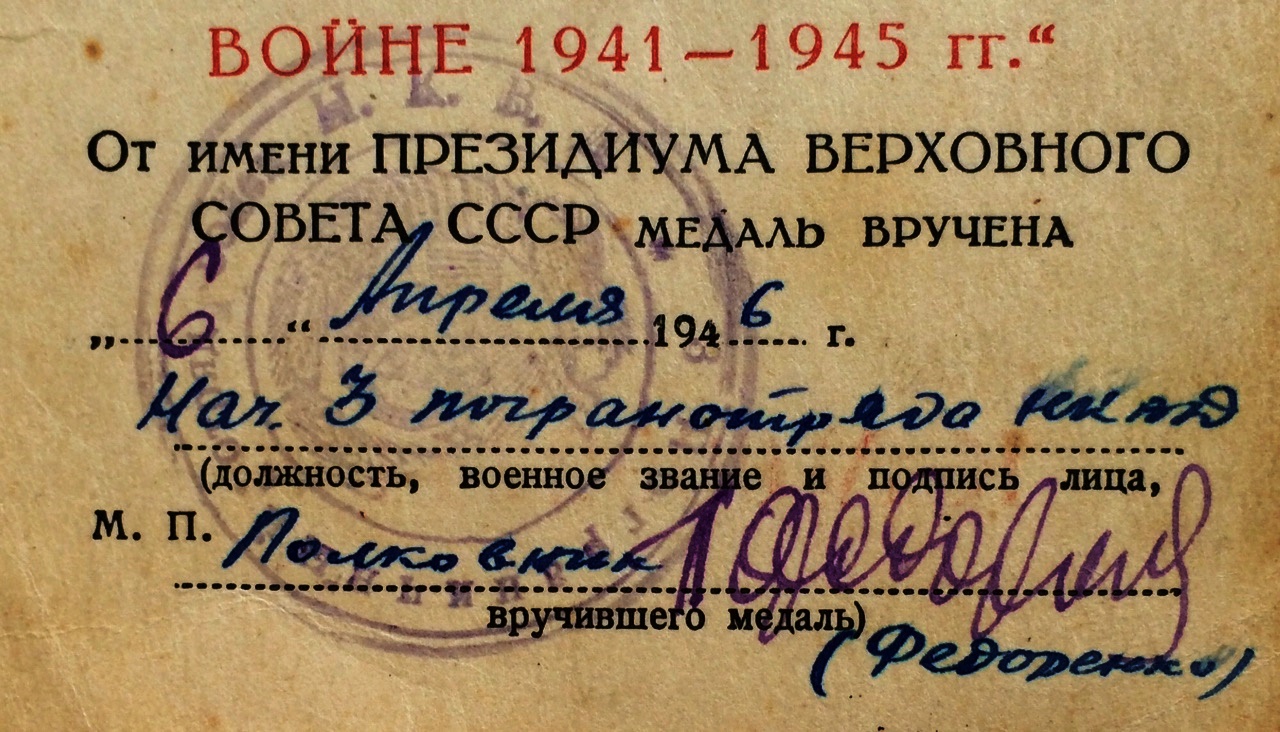 ВОЙНЕ 1941—1945 гг.“
От имени ПРЕЗИДИУМА ВЕРХОВНОГО
СОВЕТА СССР МЕДАЛЬ ВРУЧЕНА
„6“ Апреля 1946 г.
Нач. 3 погранотряда
(должность, военное звание и подпись лица,
М. П. Полковник
вручившего медаль)
(Федоренко)
Н. К. В.